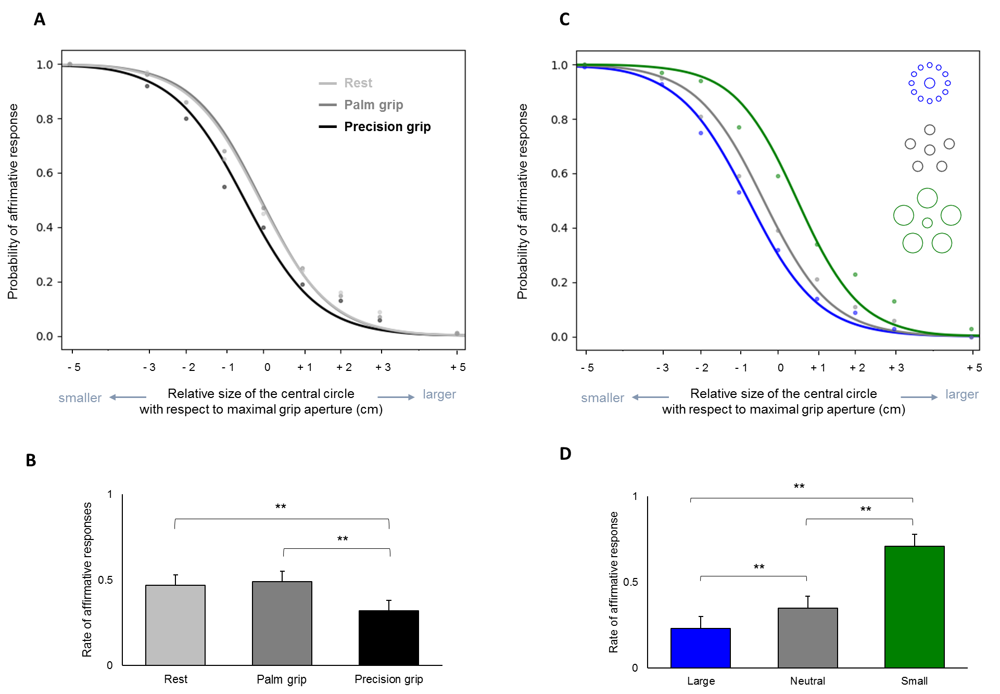 A
Probability of affirmative response
1.0
0.8
0.6
0.4
0.2
0.0
Rest
Palm grip
Precision grip
- 5 - 3 - 2 - 1 0 + 1 + 2 + 3 + 5
smaller
Relative size of the central circle
with respect to maximal grip aperture (cm)
larger
C
Probability of affirmative response
1.0
0.8
0.6
0.4
0.2
0.0
- 5 - 3 - 2 - 1 0 + 1 + 2 + 3 + 5
smaller
Relative size of the central circle
with respect to maximal grip aperture (cm)
larger
B
Rate of affirmative responses
1
0.5
0
**
**
Rest Palm grip Precision grip
D
Rate of affirmative response
1
0.5
0
**
**
**
Large Neutral Small